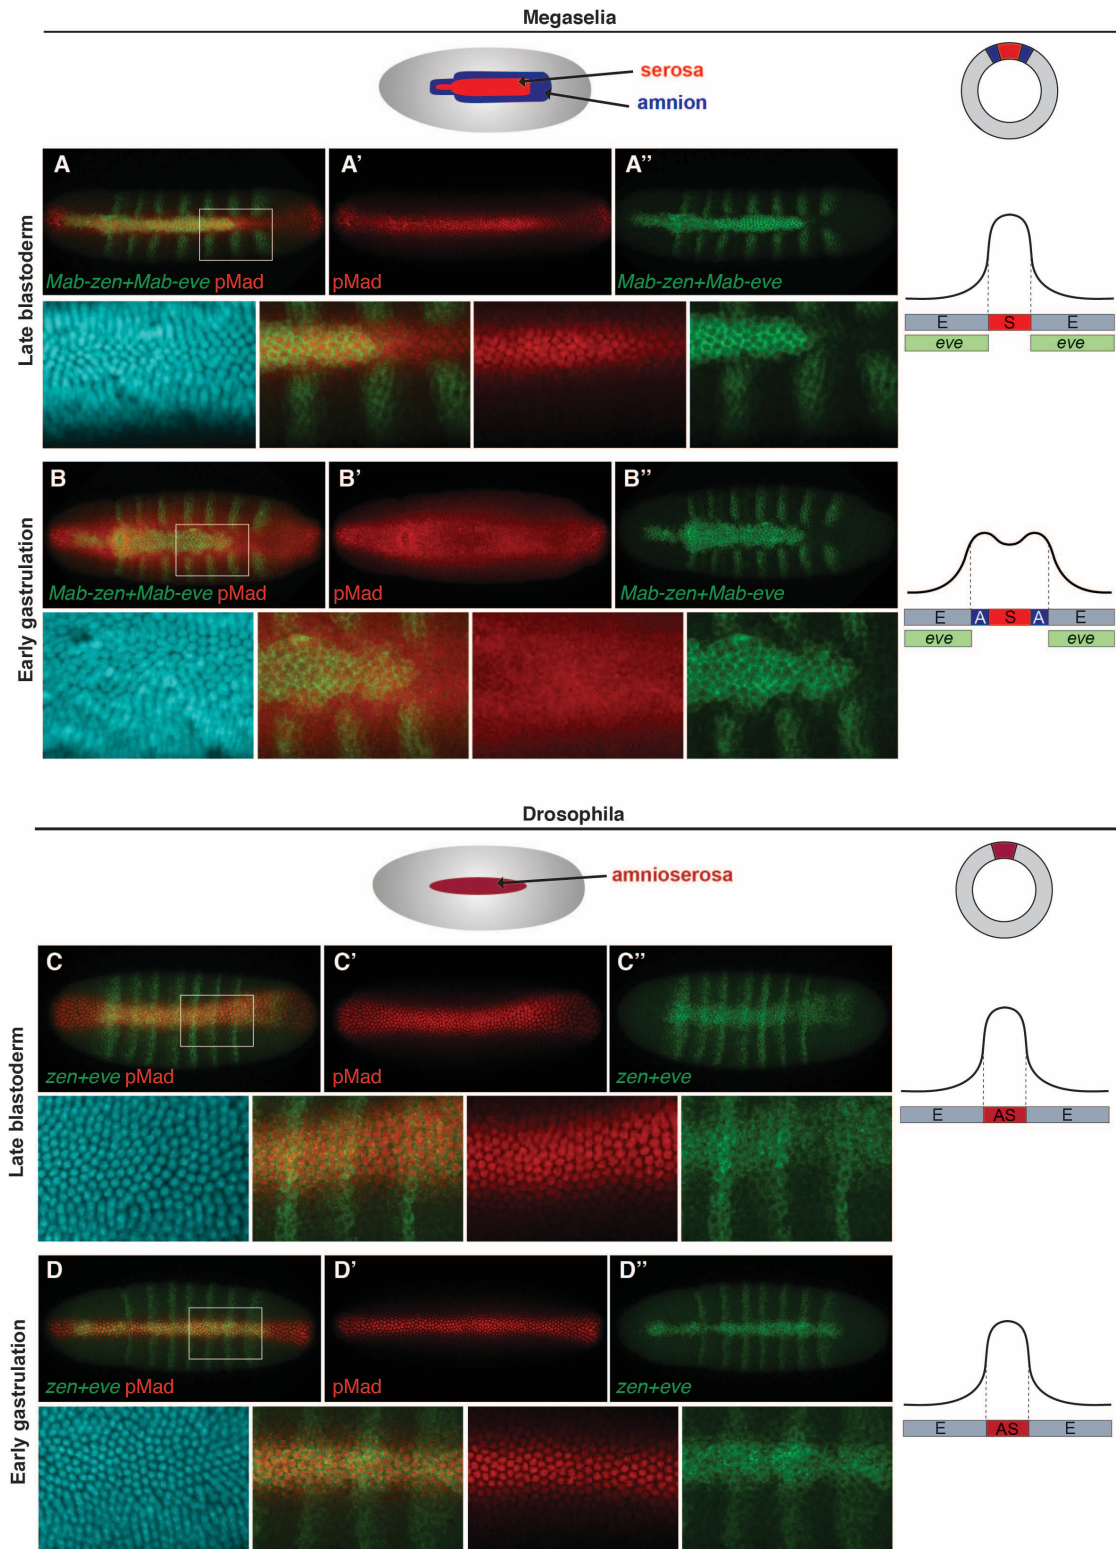 Megaselia
serosa
amnion
Late blastoderm
A
A'
A''
Mab-zen+Mab-eve pMad
pMad
Mab-zen+Mab-eve
E S E
eve eve
Early gastrulation
B
B'
B''
Mab-zen+Mab-eve pMad
pMad
Mab-zen+Mab-eve
E A S A E
eve eve
Drosophila
amnioserosa
Late blastoderm
C
C'
C''
zen+eve pMad
pMad
zen+eve
E AS E
Early gastrulation
D
D'
D''
zen+eve pMad
pMad
zen+eve
E AS E